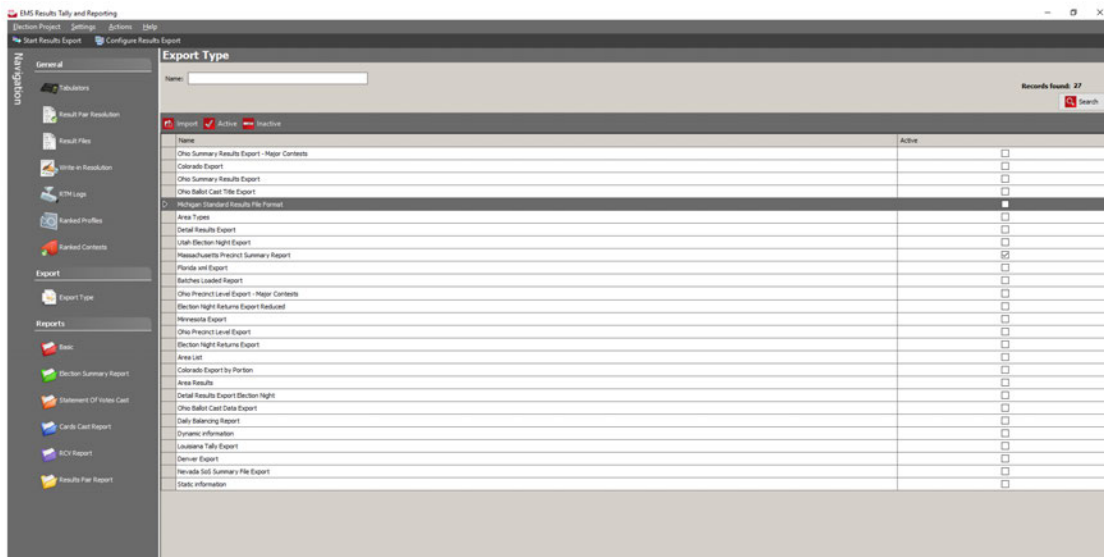 EMS Results Tally and Reporting
Election Project Settings Actions Help
Start Results Export Configure Results Export
Navigation
General
Tabulators
Result Pair Resolution
Result Files
Write-in Resolution
RTM Logs
Ranked Profiles
Ranked Contests
Export
Export Type
Reports
Basic
Election Summary Report
Statement Of Votes Cast
Cards Cast Report
RCV Report
Results Pair Report
Export Type
Name:
Records found: 27
Search
Import Active Inactive
Name Active
Ohio Summary Results Export - Major Contests
Colorado Export
Ohio Summary Results Export
Ohio Ballot Cast Title Export
Michigan Standard Results File Format
Area Types
Detail Results Export
Utah Election Night Export
Massachusetts Precinct Summary Report
Florida xml Export
Batches Loaded Report
Ohio Precinct Level Export - Major Contests
Election Night Returns Export Reduced
Minnesota Export
Ohio Precinct Level Export
Election Night Returns Export
Area List
Colorado Export by Portion
Area Results
Detail Results Export Election Night
Ohio Ballot Cast Data Export
Daily Balancing Report
Dynamic information
Louisiana Tally Export
Denver Export
Nevada SoS Summary File Export
Static information